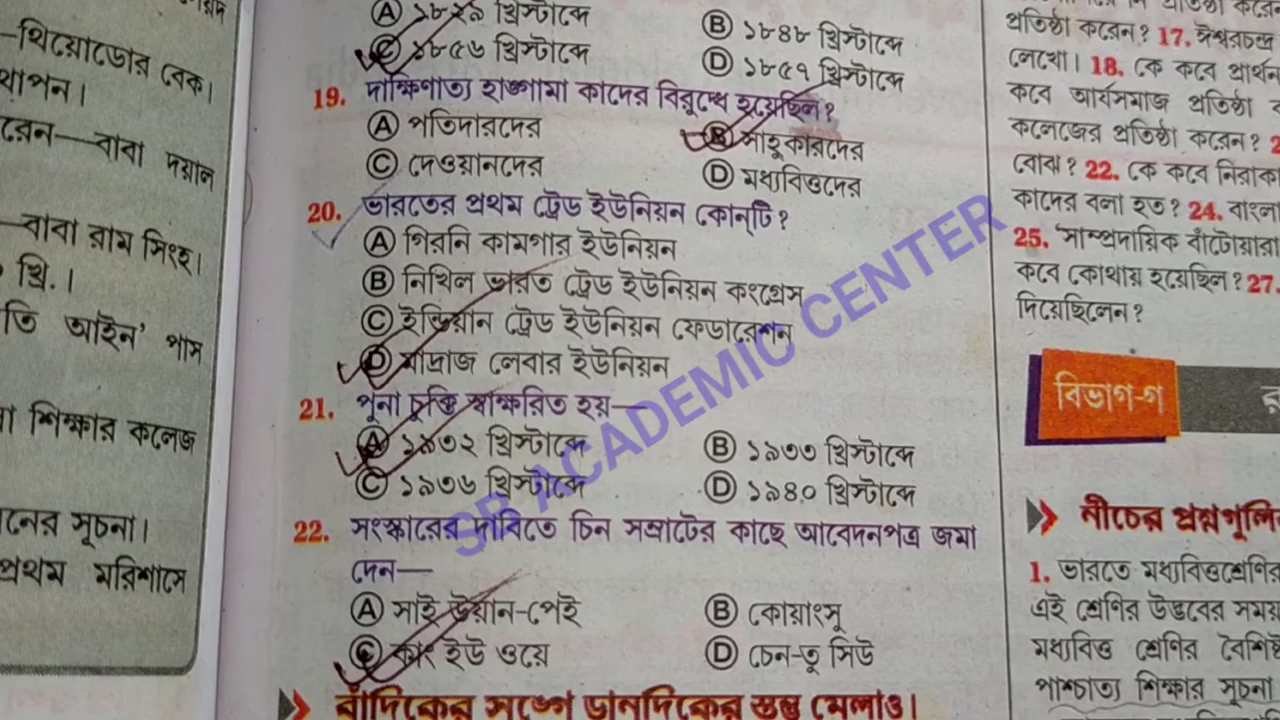 থিয়োডোর বেক।
থাপন।
রেন—বাবা দয়াল
—বাবা রাম সিংহ।
খ্রি.।
তি আইন' পাস
া শিক্ষার কলেজ
নের সূচনা।
প্রথম মরিশাসে
Ⓐ ১৮২৯ খ্রিস্টাব্দে
Ⓑ ১৮৪৮ খ্রিস্টাব্দে
Ⓒ ১৮৫৬ খ্রিস্টাব্দে
Ⓓ ১৮৫৭ খ্রিস্টাব্দে
19. দাক্ষিণাত্য হাঙ্গামা কাদের বিরুদ্ধে হয়েছিল?
Ⓐ পতিদারদের
Ⓑ সাহুকারদের
Ⓒ দেওয়ানদের
Ⓓ মধ্যবিত্তদের
20. ভারতের প্রথম ট্রেড ইউনিয়ন কোন্‌টি?
Ⓐ গিরনি কামগার ইউনিয়ন
Ⓑ নিখিল ভারত ট্রেড ইউনিয়ন কংগ্রেস
Ⓒ ইন্ডিয়ান ট্রেড ইউনিয়ন ফেডারেশন
Ⓓ মাদ্রাজ লেবার ইউনিয়ন
21. পুনা চুক্তি স্বাক্ষরিত হয়—
Ⓐ ১৯৩২ খ্রিস্টাব্দে
Ⓑ ১৯৩৩ খ্রিস্টাব্দে
Ⓒ ১৯৩৬ খ্রিস্টাব্দে
Ⓓ ১৯৪০ খ্রিস্টাব্দে
22. সংস্কারের দাবিতে চিন সম্রাটের কাছে আবেদনপত্র জমা
দেন—
Ⓐ সাই উয়ান-পেই
Ⓑ কোয়াংসু
Ⓒ কাং ইউ ওয়ে
Ⓓ চেন-তু সিউ
বাঁদিকের সঙ্গে ডানদিকের স্তম্ভ মেলাও।
SB ACADEMIC CENTER
প্রতিষ্ঠা করেন? 17. ঈশ্বরচন্দ্র
লেখো। 18. কে কবে প্রার্থন
কবে আর্যসমাজ প্রতিষ্ঠা
কলেজের প্রতিষ্ঠা করেন? 2
বোঝ? 22. কে কবে নিরাকা
কাদের বলা হত? 24. বাংলা
25. 'সাম্প্রদায়িক বাঁটোয়ারা
কবে কোথায় হয়েছিল? 27.
দিয়েছিলেন?
বিভাগ-গ
নীচের প্রশ্নগুলি
1. ভারতে মধ্যবিত্তশ্রেণির
এই শ্রেণির উদ্ভবের সময়
মধ্যবিত্ত শ্রেণির বৈশিষ্ট
পাশ্চাত্য শিক্ষার সূচনা